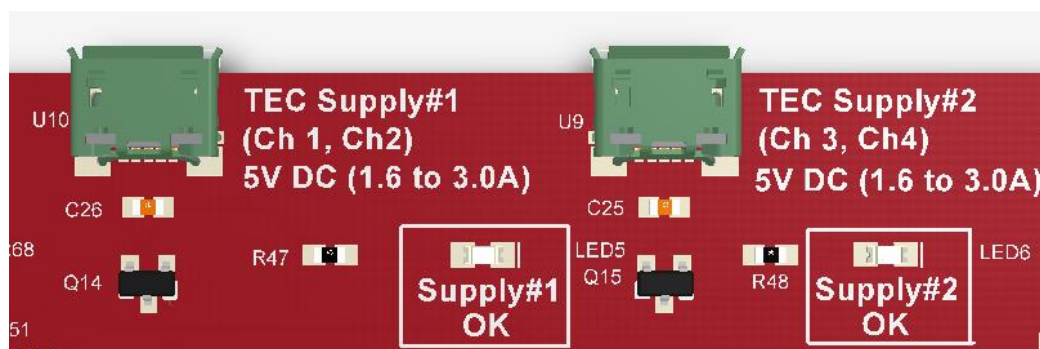 U10
TEC Supply#1
(Ch 1, Ch2)
5V DC (1.6 to 3.0A)
U9
TEC Supply#2
(Ch 3, Ch4)
5V DC (1.6 to 3.0A)
C26
C25
68
Q14
R47
Supply#1
OK
LED5
Q15
R48
Supply#2
OK
LED6
51